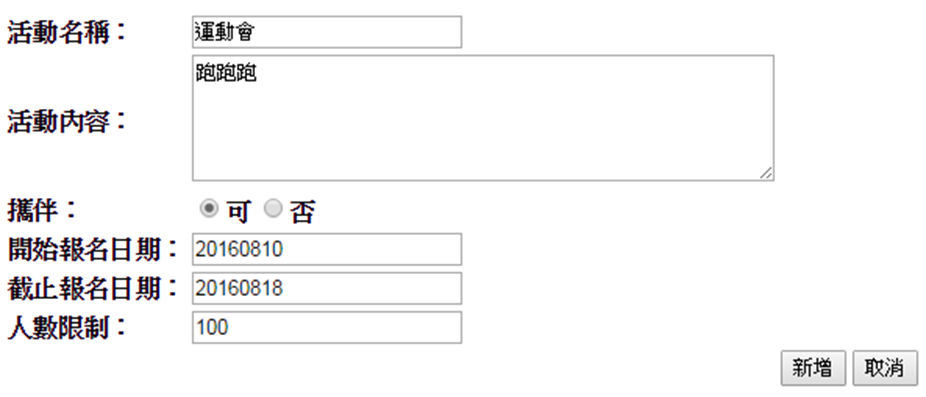 活動名稱： 運動會
活動內容： 跑跑跑
攜伴： 可 否
開始報名日期： 20160810
截止報名日期： 20160818
人數限制： 100
新增 取消